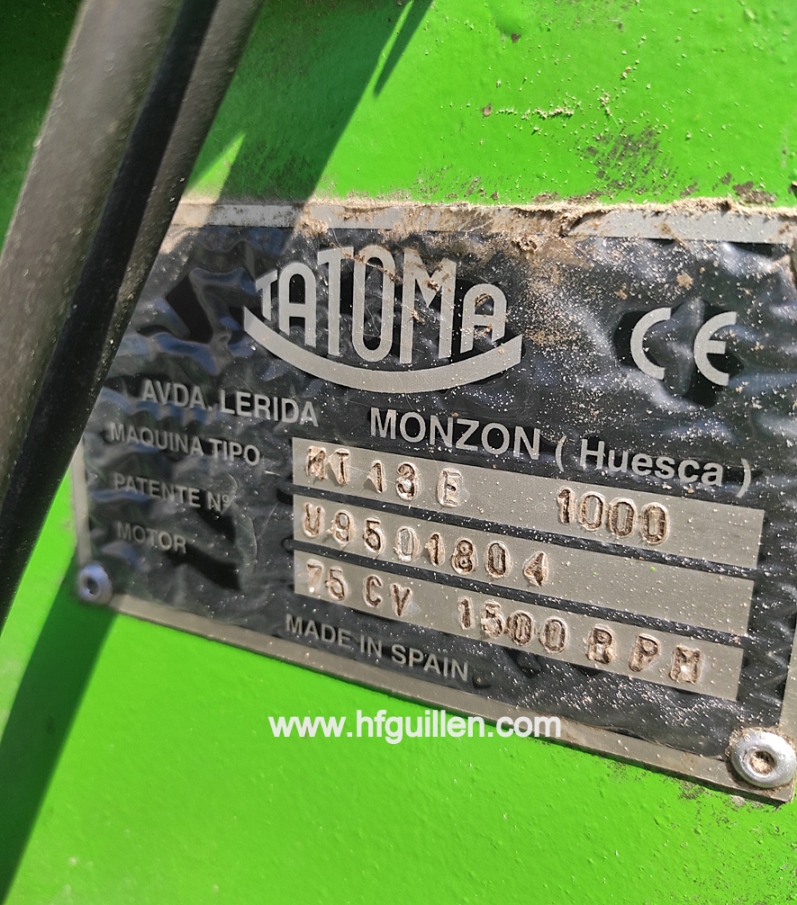 TATOMA
CE
AVDA. LERIDA MONZON ( Huesca )
MAQUINA TIPO MT 13 E 1000
PATENTE Nº U9501804
MOTOR 75 CV 1500 RPM
MADE IN SPAIN
www.hfguillen.com